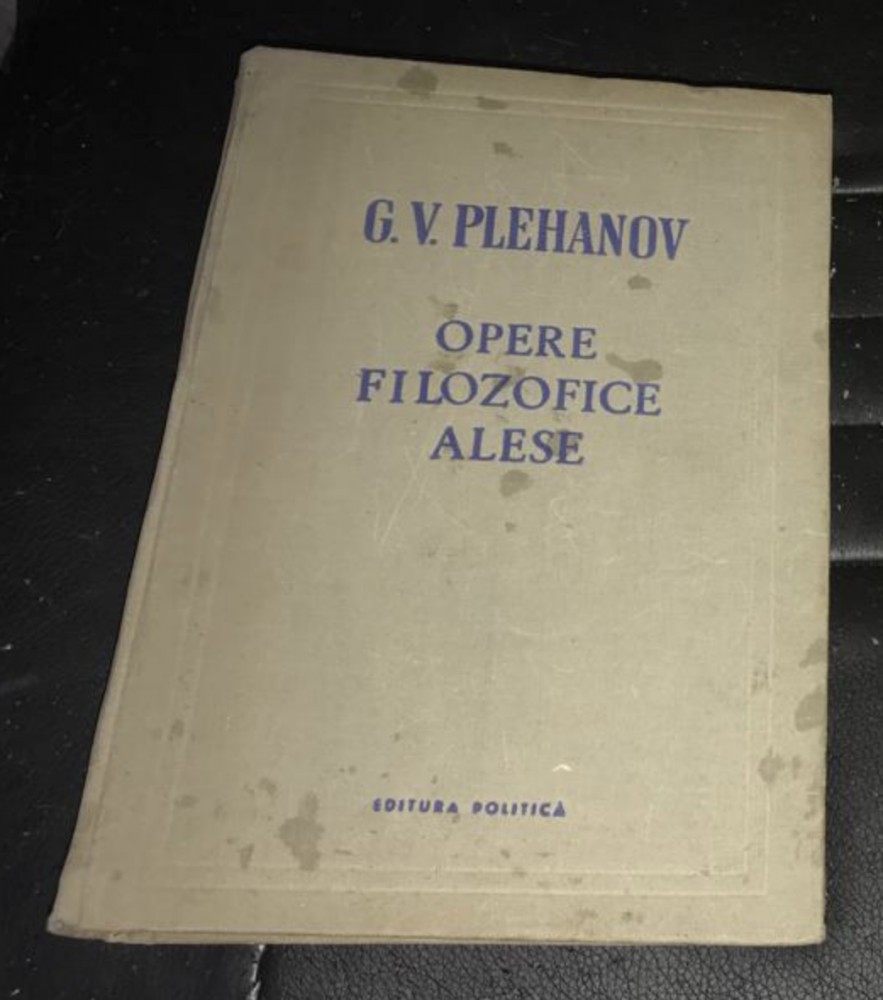 G. V. PLEHANOV
OPERE
FILOZOFICE
ALESE
EDITURA POLITICĂ